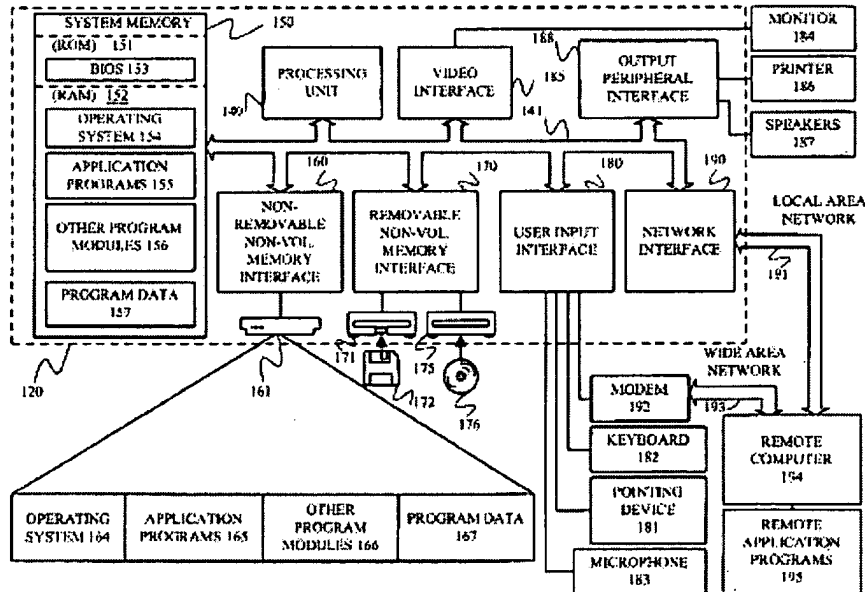 SYSTEM MEMORY
150
(ROM) 151
BIOS 153
(RAM) 152
OPERATING
SYSTEM 154
APPLICATION
PROGRAMS 155
OTHER PROGRAM
MODULES 156
PROGRAM DATA
157
PROCESSING
UNIT
140
VIDEO
INTERFACE
141
188
185
OUTPUT
PERIPHERAL
INTERFACE
MONITOR
184
PRINTER
186
SPEAKERS
187
160
170
180
190
NON-
REMOVABLE
NON-VOL.
MEMORY
INTERFACE
REMOVABLE
NON-VOL.
MEMORY
INTERFACE
USER INPUT
INTERFACE
NETWORK
INTERFACE
LOCAL AREA
NETWORK
191
120
161
171
172
175
176
WIDE AREA
NETWORK
MODEM
192
193
KEYBOARD
182
POINTING
DEVICE
181
MICROPHONE
183
REMOTE
COMPUTER
194
REMOTE
APPLICATION
PROGRAMS
195
OPERATING
SYSTEM 164
APPLICATION
PROGRAMS 165
OTHER
PROGRAM
MODULES 166
PROGRAM DATA
167